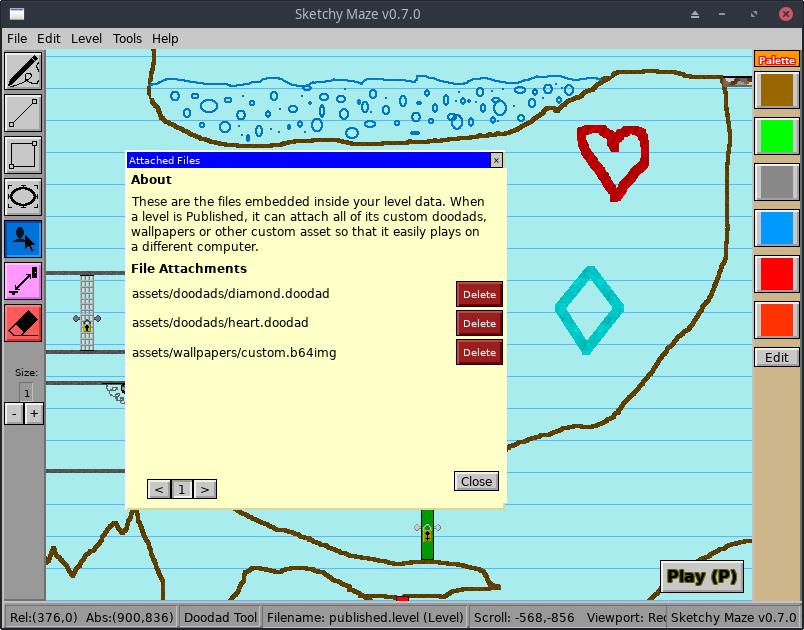 Sketchy Maze v0.7.0
File Edit Level Tools Help
Palette
Attached Files
About
These are the files embedded inside your level data. When
a level is Published, it can attach all of its custom doodads,
wallpapers or other custom asset so that it easily plays on
a different computer.
File Attachments
assets/doodads/diamond.doodad Delete
assets/doodads/heart.doodad Delete
assets/wallpapers/custom.b64img Delete
Edit
Size:
1
- +
< 1 > Close
Play (P)
Rel:(376,0) Abs:(900,836) Doodad Tool Filename: published.level (Level) Scroll: -568,-856 Viewport: Rec Sketchy Maze v0.7.0